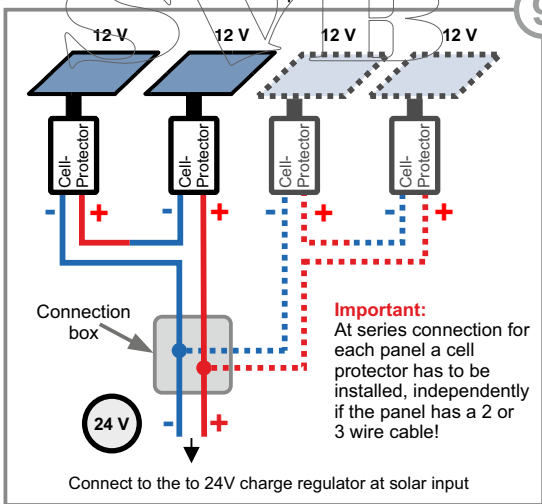 SVB
9
12 V
12 V
12 V
12 V
Cell-
Protector
Cell-
Protector
Cell-
Protector
Cell-
Protector
- +
- +
- +
- +
Connection
box
Important:
At series connection for
each panel a cell
protector has to be
installed, independently
if the panel has a 2 or
3 wire cable!
24 V
- +
Connect to the to 24V charge regulator at solar input